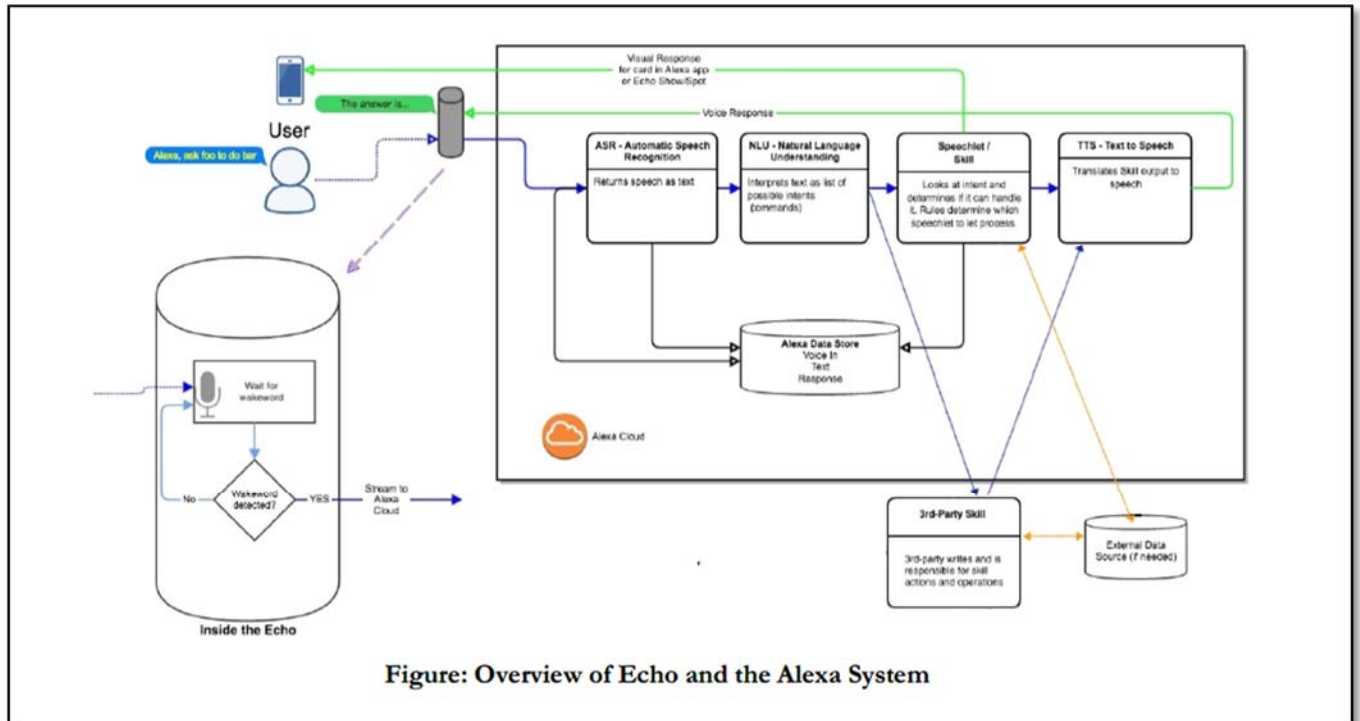 Visual Response
for card in Alexa app
or Echo Show/Spot
The answer is...
Voice Response
User
Alexa, ask foo to do bar
ASR - Automatic Speech
Recognition
Returns speech as text
NLU - Natural Language
Understanding
Interprets text as list of
possible intents
(commands)
Speechlet /
Skill
Looks at intent and
determines if it can handle
it. Rules determine which
speechlet to let process.
TTS - Text to Speech
Translates Skill output to
speech
Alexa Data Store
Voice In
Text
Response
Alexa Cloud
Wait for
wakeword
Wakeword
detected?
No
YES
Stream to
Alexa
Cloud
Inside the Echo
3rd-Party Skill
3rd-party writes and is
responsible for skill
actions and operations
External Data
Source (if needed)
Figure: Overview of Echo and the Alexa System